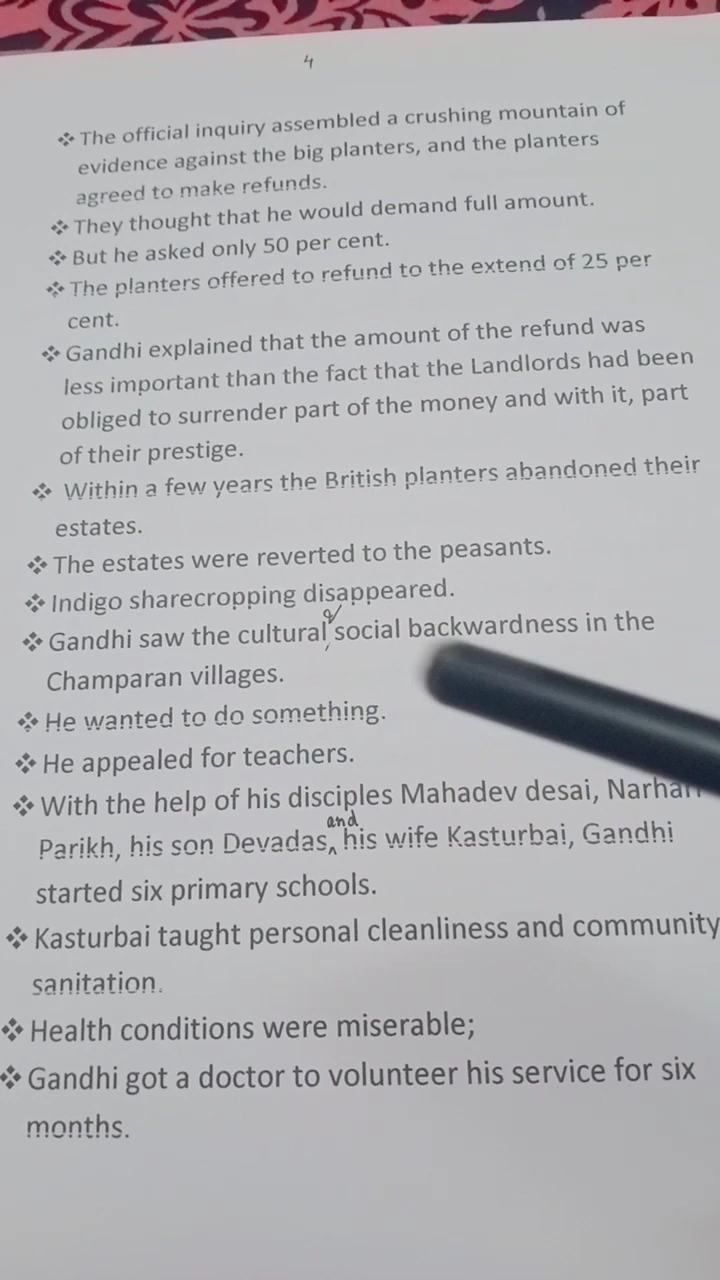 4
❖ The official inquiry assembled a crushing mountain of
evidence against the big planters, and the planters
agreed to make refunds.
❖ They thought that he would demand full amount.
❖ But he asked only 50 per cent.
❖ The planters offered to refund to the extend of 25 per
cent.
❖ Gandhi explained that the amount of the refund was
less important than the fact that the Landlords had been
obliged to surrender part of the money and with it, part
of their prestige.
❖ Within a few years the British planters abandoned their
estates.
❖ The estates were reverted to the peasants.
❖ Indigo sharecropping disappeared.
❖ Gandhi saw the cultural & social backwardness in the
Champaran villages.
❖ He wanted to do something.
❖ He appealed for teachers.
❖ With the help of his disciples Mahadev desai, Narhari
Parikh, his son Devadas, and his wife Kasturbai, Gandhi
started six primary schools.
❖ Kasturbai taught personal cleanliness and community
sanitation.
❖ Health conditions were miserable;
❖ Gandhi got a doctor to volunteer his service for six
months.